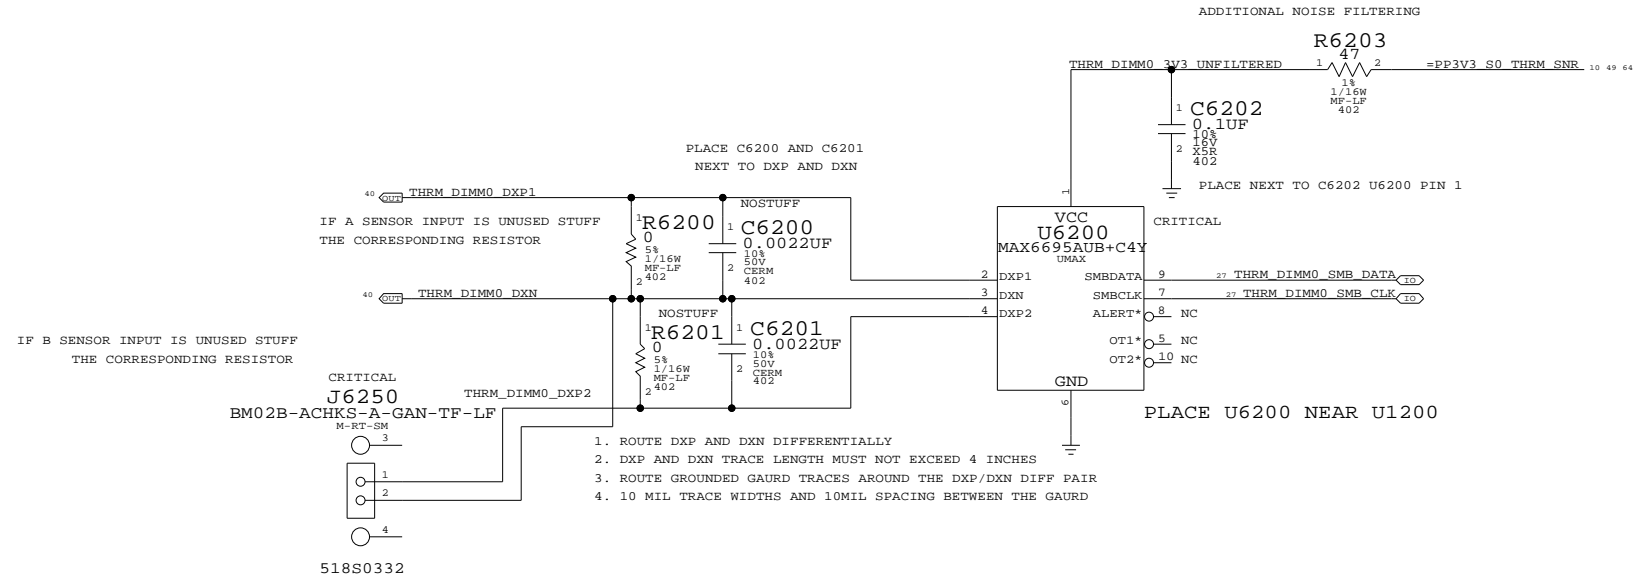 ADDITIONAL NOISE FILTERING
R6203
47
THRM_DIMM0_3V3_UNFILTERED
1
2
=PP3V3_S0_THRM_SNR
10 49 64
1%
1/16W
MF-LF
402
1
C6202
0.1UF
10%
16V
2
X5R
402
PLACE C6200 AND C6201
NEXT TO DXP AND DXN
PLACE NEXT TO C6202 U6200 PIN 1
1
40
OUT
THRM_DIMM0_DXP1
NOSTUFF
IF A SENSOR INPUT IS UNUSED STUFF
THE CORRESPONDING RESISTOR
1
R6200
0
5%
1/16W
MF-LF
2
402
1
C6200
0.0022UF
10%
50V
2
CERM
402
VCC
CRITICAL
U6200
MAX6695AUB+C4Y
UMAX
2
DXP1
SMBDATA
9
27
THRM_DIMM0_SMB_DATA
IO
40
OUT
THRM_DIMM0_DXN
3
DXN
SMBCLK
7
27
THRM_DIMM0_SMB_CLK
IO
4
DXP2
ALERT*
8
NC
OT1*
5
NC
OT2*
10
NC
GND
6
NOSTUFF
IF B SENSOR INPUT IS UNUSED STUFF
THE CORRESPONDING RESISTOR
1
R6201
0
5%
1/16W
MF-LF
2
402
1
C6201
0.0022UF
10%
50V
2
CERM
402
CRITICAL
J6250
BM02B-ACHKS-A-GAN-TF-LF
M-RT-SM
THRM_DIMM0_DXP2
PLACE U6200 NEAR U1200
3
1
2
4
518S0332
1. ROUTE DXP AND DXN DIFFERENTIALLY
2. DXP AND DXN TRACE LENGTH MUST NOT EXCEED 4 INCHES
3. ROUTE GROUNDED GAURD TRACES AROUND THE DXP/DXN DIFF PAIR
4. 10 MIL TRACE WIDTHS AND 10MIL SPACING BETWEEN THE GAURD